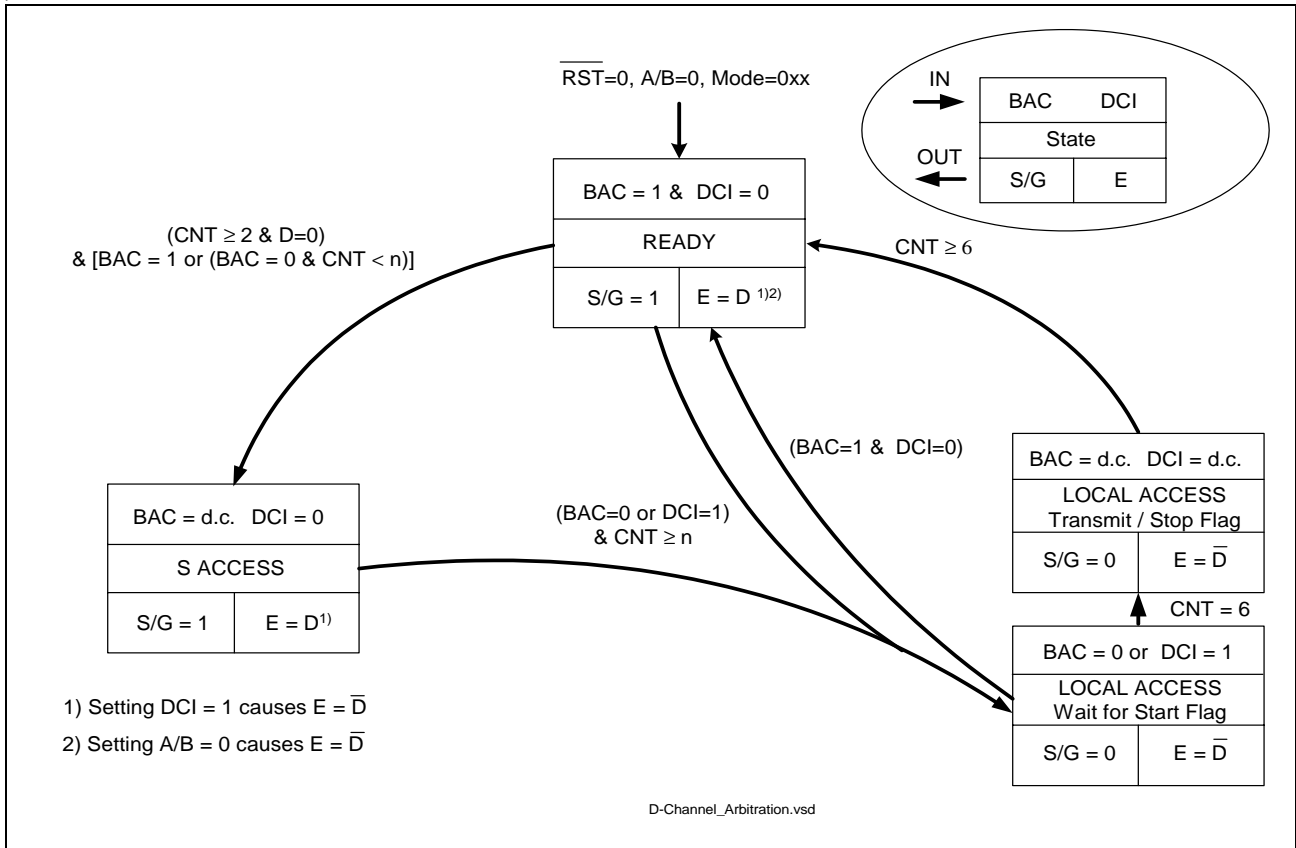 R̅S̅T̅=0, A/B=0, Mode=0xx
IN
BAC DCI
State
OUT
S/G E
BAC = 1 & DCI = 0
READY
S/G = 1 E = D 1)2)
(CNT ≥ 2 & D=0)
& [BAC = 1 or (BAC = 0 & CNT < n)]
CNT ≥ 6
(BAC=1 & DCI=0)
(BAC=0 or DCI=1)
& CNT ≥ n
BAC = d.c. DCI = 0
S ACCESS
S/G = 1 E = D1)
BAC = d.c. DCI = d.c.
LOCAL ACCESS
Transmit / Stop Flag
S/G = 0 E = D̅
CNT = 6
BAC = 0 or DCI = 1
LOCAL ACCESS
Wait for Start Flag
S/G = 0 E = D̅
1) Setting DCI = 1 causes E = D̅
2) Setting A/B = 0 causes E = D̅
D-Channel_Arbitration.vsd